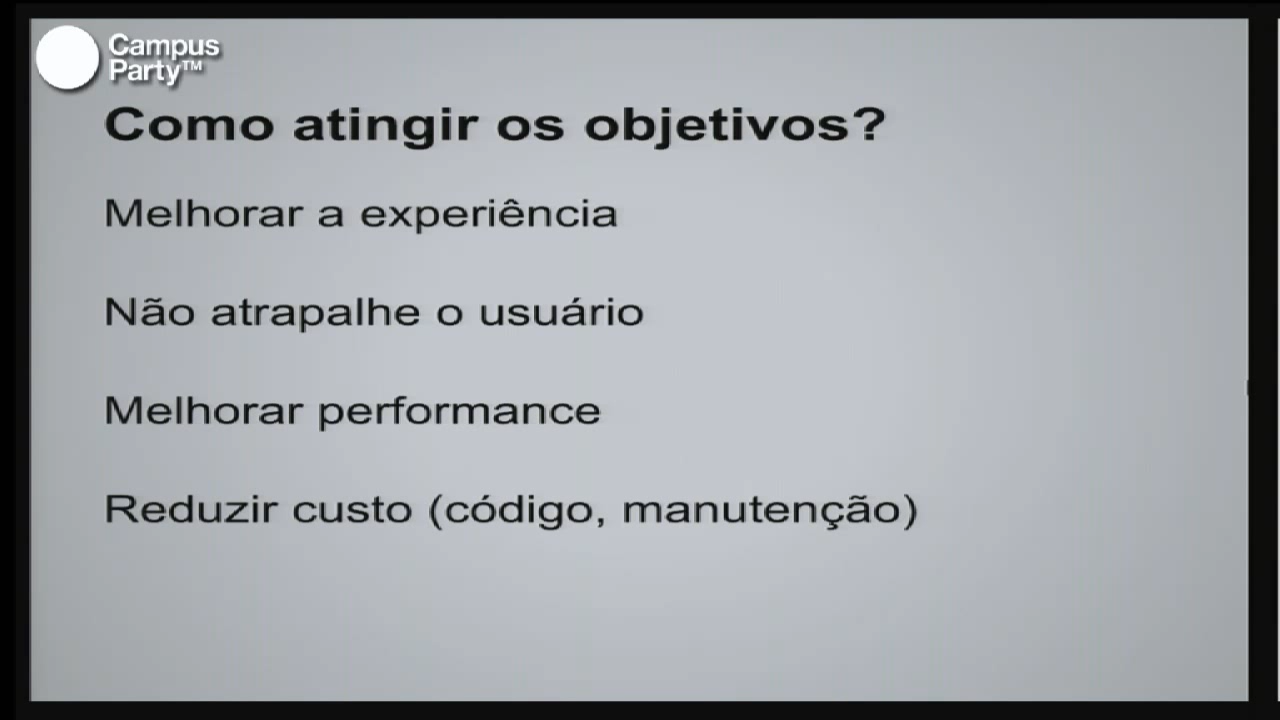 Campus
Party™
Como atingir os objetivos?
Melhorar a experiência
Não atrapalhe o usuário
Melhorar performance
Reduzir custo (código, manutenção)